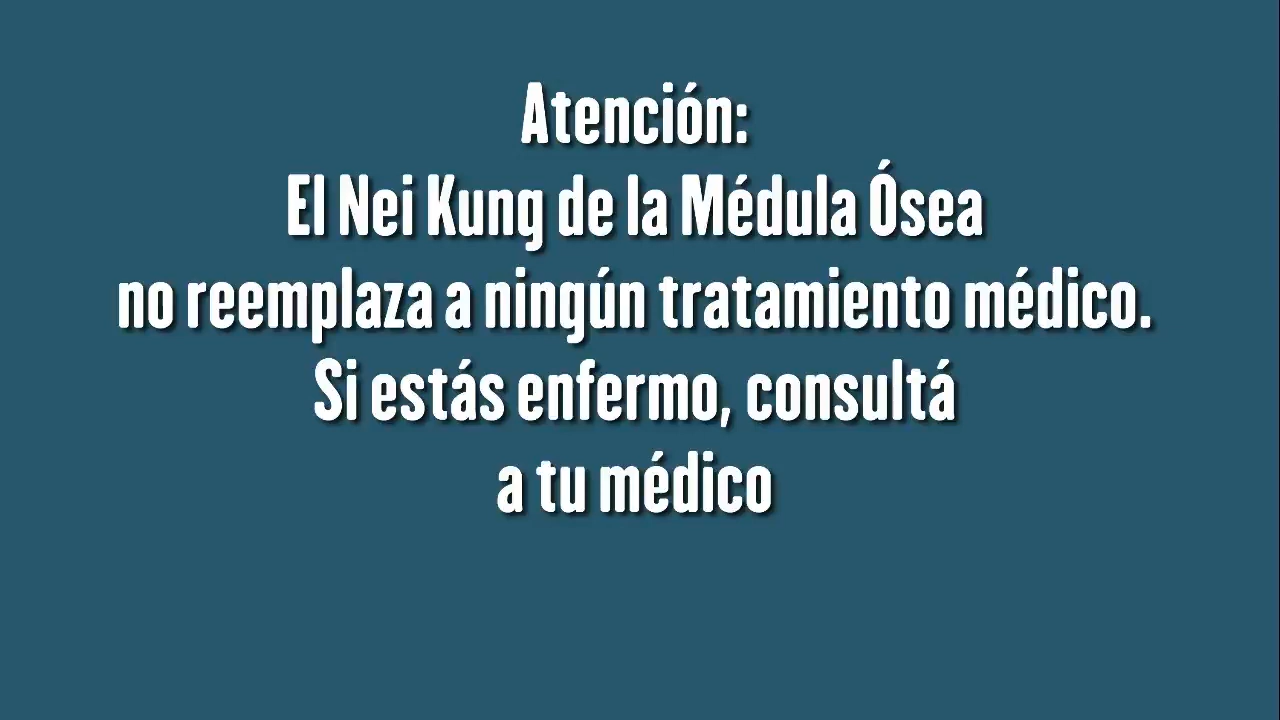 Atención:
El Nei Kung de la Médula Ósea
no reemplaza a ningún tratamiento médico.
Si estás enfermo, consultá
a tu médico